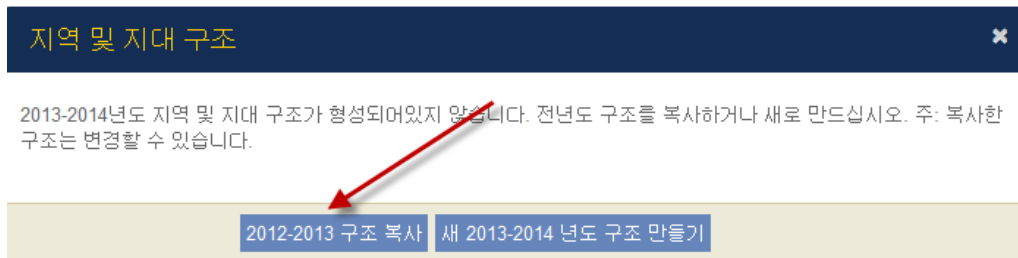 지역 및 지대 구조
2013-2014년도 지역 및 지대 구조가 형성되어있지 않습니다. 전년도 구조를 복사하거나 새로 만드십시오. 주: 복사한
구조는 변경할 수 있습니다.
2012-2013 구조 복사 새 2013-2014 년도 구조 만들기